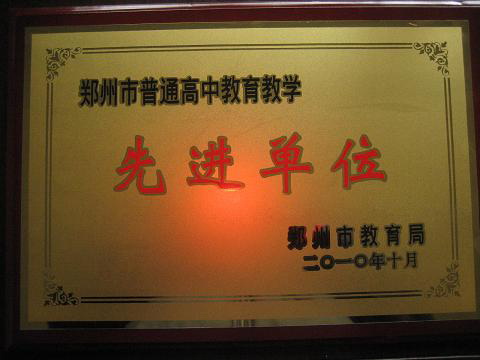 郑州市普通高中教育教学
先进单位
郑州市教育局
二〇一〇年十月